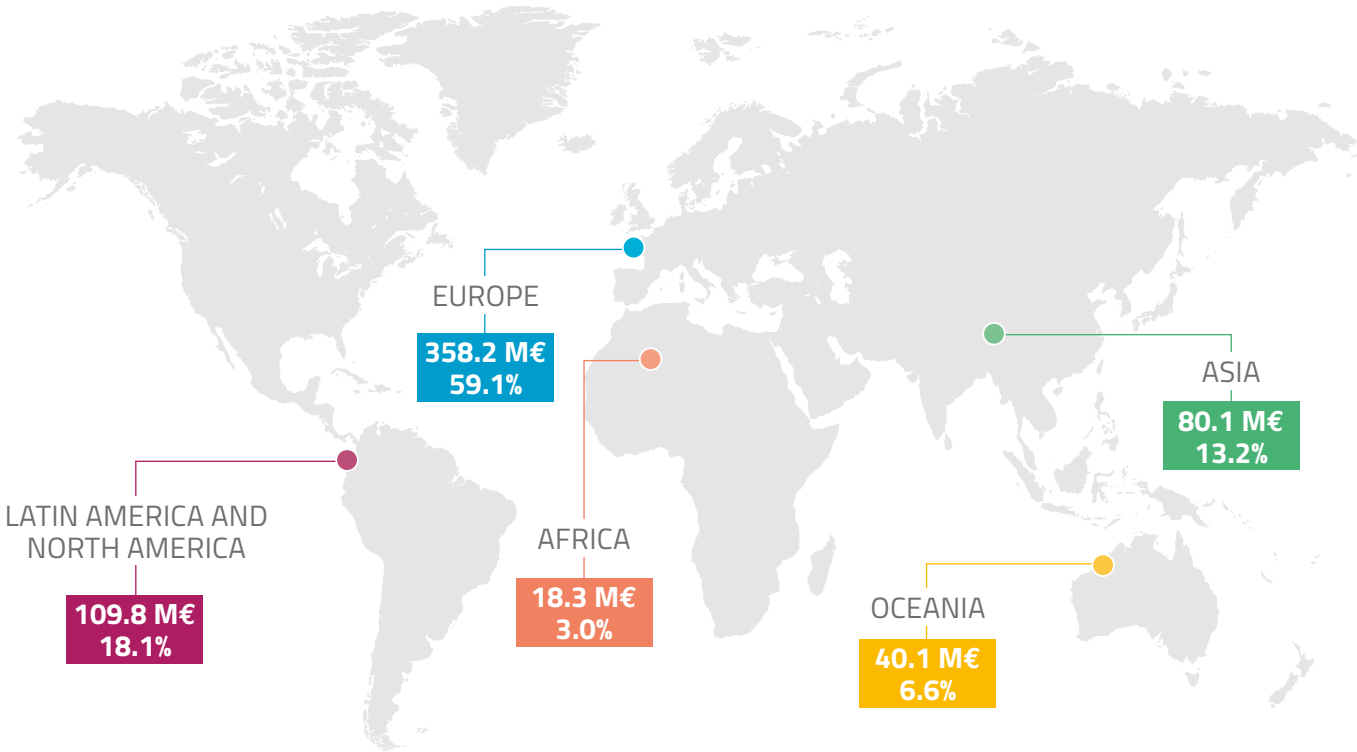 EUROPE
358.2 M€
59.1%
ASIA
80.1 M€
13.2%
LATIN AMERICA AND
NORTH AMERICA
109.8 M€
18.1%
AFRICA
18.3 M€
3.0%
OCEANIA
40.1 M€
6.6%